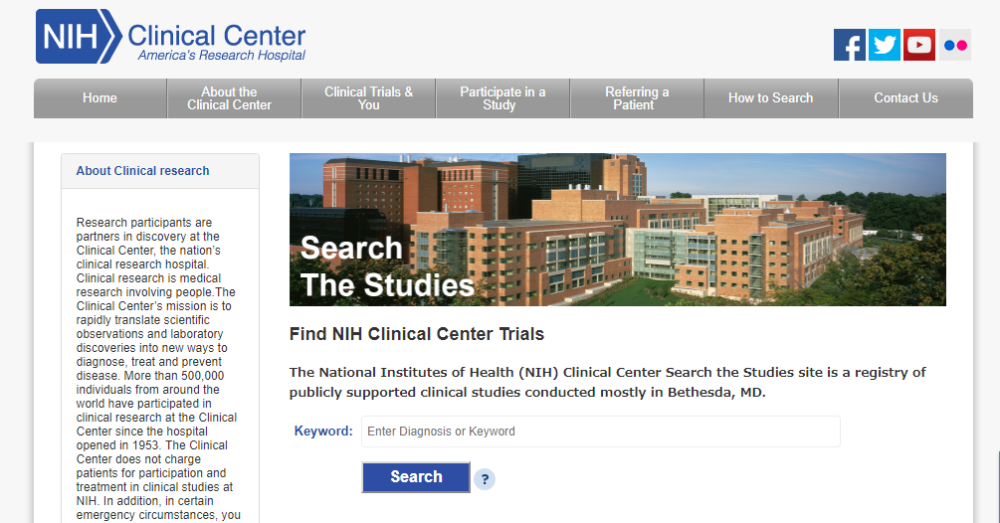 NIH Clinical Center
America's Research Hospital
Home
About the
Clinical Center
Clinical Trials &
You
Participate in a
Study
Referring a
Patient
How to Search
Contact Us
About Clinical research
Research participants are
partners in discovery at the
Clinical Center, the nation's
clinical research hospital.
Clinical research is medical
research involving people.The
Clinical Center's mission is to
rapidly translate scientific
observations and laboratory
discoveries into new ways to
diagnose, treat and prevent
disease. More than 500,000
individuals from around the
world have participated in
clinical research at the Clinical
Center since the hospital
opened in 1953. The Clinical
Center does not charge
patients for participation and
treatment in clinical studies at
NIH. In addition, in certain
emergency circumstances, you
Search
The Studies
Find NIH Clinical Center Trials
The National Institutes of Health (NIH) Clinical Center Search the Studies site is a registry of
publicly supported clinical studies conducted mostly in Bethesda, MD.
Keyword: Enter Diagnosis or Keyword
Search ?